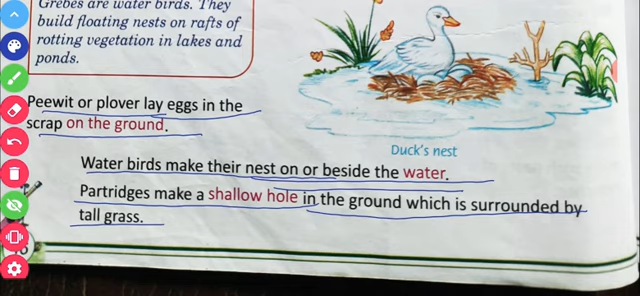 Grebes are water birds. They
build floating nests on rafts of
rotting vegetation in lakes and
ponds.
Peewit or plover lay eggs in the
scrap on the ground.
Duck's nest
Water birds make their nest on or beside the water.
Partridges make a shallow hole in the ground which is surrounded by
tall grass.